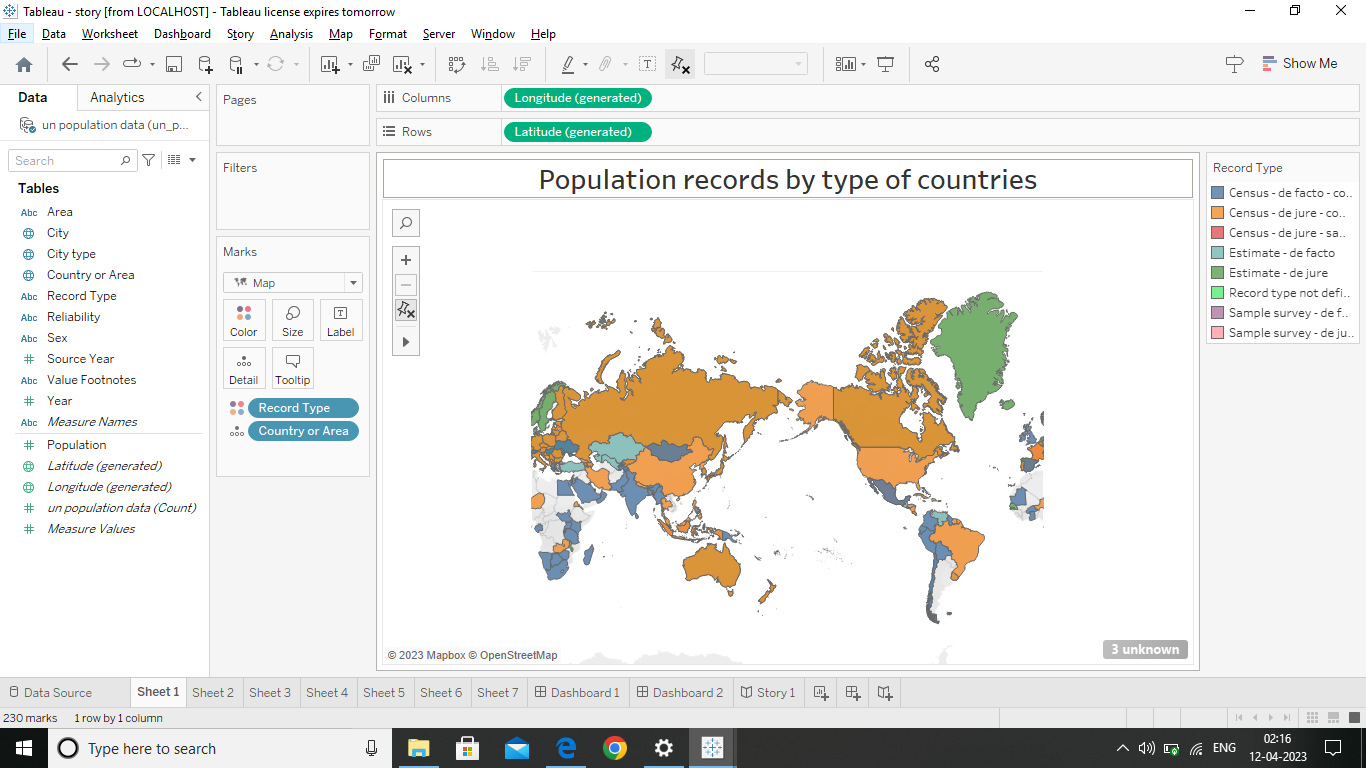 Tableau - story [from LOCALHOST] - Tableau license expires tomorrow
File Data Worksheet Dashboard Story Analysis Map Format Server Window Help
Show Me
Data Analytics
un population data (un_p...
Search
Tables
Abc Area
City
City type
Country or Area
Abc Record Type
Abc Reliability
Abc Sex
Source Year
Value Footnotes
Year
Abc Measure Names
Population
Latitude (generated)
Longitude (generated)
un population data (Count)
Measure Values
Pages
Filters
Marks
Map
Color Size Label
Detail Tooltip
Record Type
Country or Area
Columns Longitude (generated)
Rows Latitude (generated)
Population records by type of countries
© 2023 Mapbox © OpenStreetMap
3 unknown
Record Type
Census - de facto - co..
Census - de jure - co..
Census - de jure - sa..
Estimate - de facto
Estimate - de jure
Record type not defi..
Sample survey - de f..
Sample survey - de ju..
Data Source Sheet 1 Sheet 2 Sheet 3 Sheet 4 Sheet 5 Sheet 6 Sheet 7 Dashboard 1 Dashboard 2 Story 1
230 marks 1 row by 1 column
Type here to search
ENG
02:16
12-04-2023